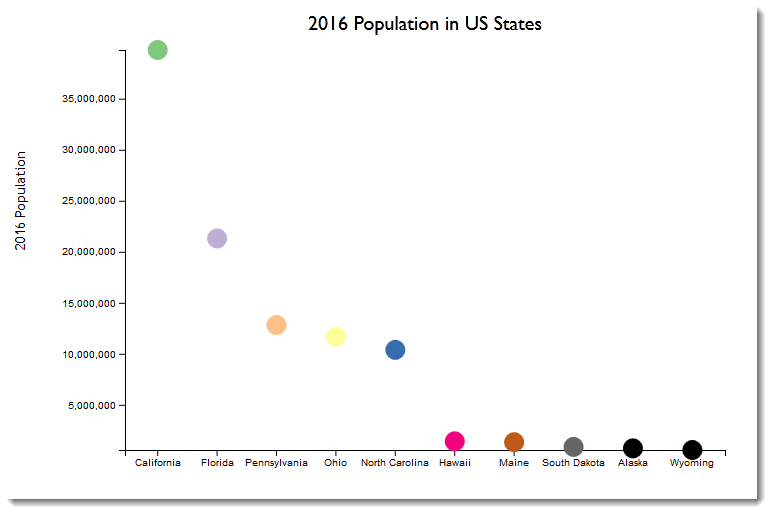 2016 Population in US States
2016 Population
35,000,000
30,000,000
25,000,000
20,000,000
15,000,000
10,000,000
5,000,000
California Florida Pennsylvania Ohio North Carolina Hawaii Maine South Dakota Alaska Wyoming